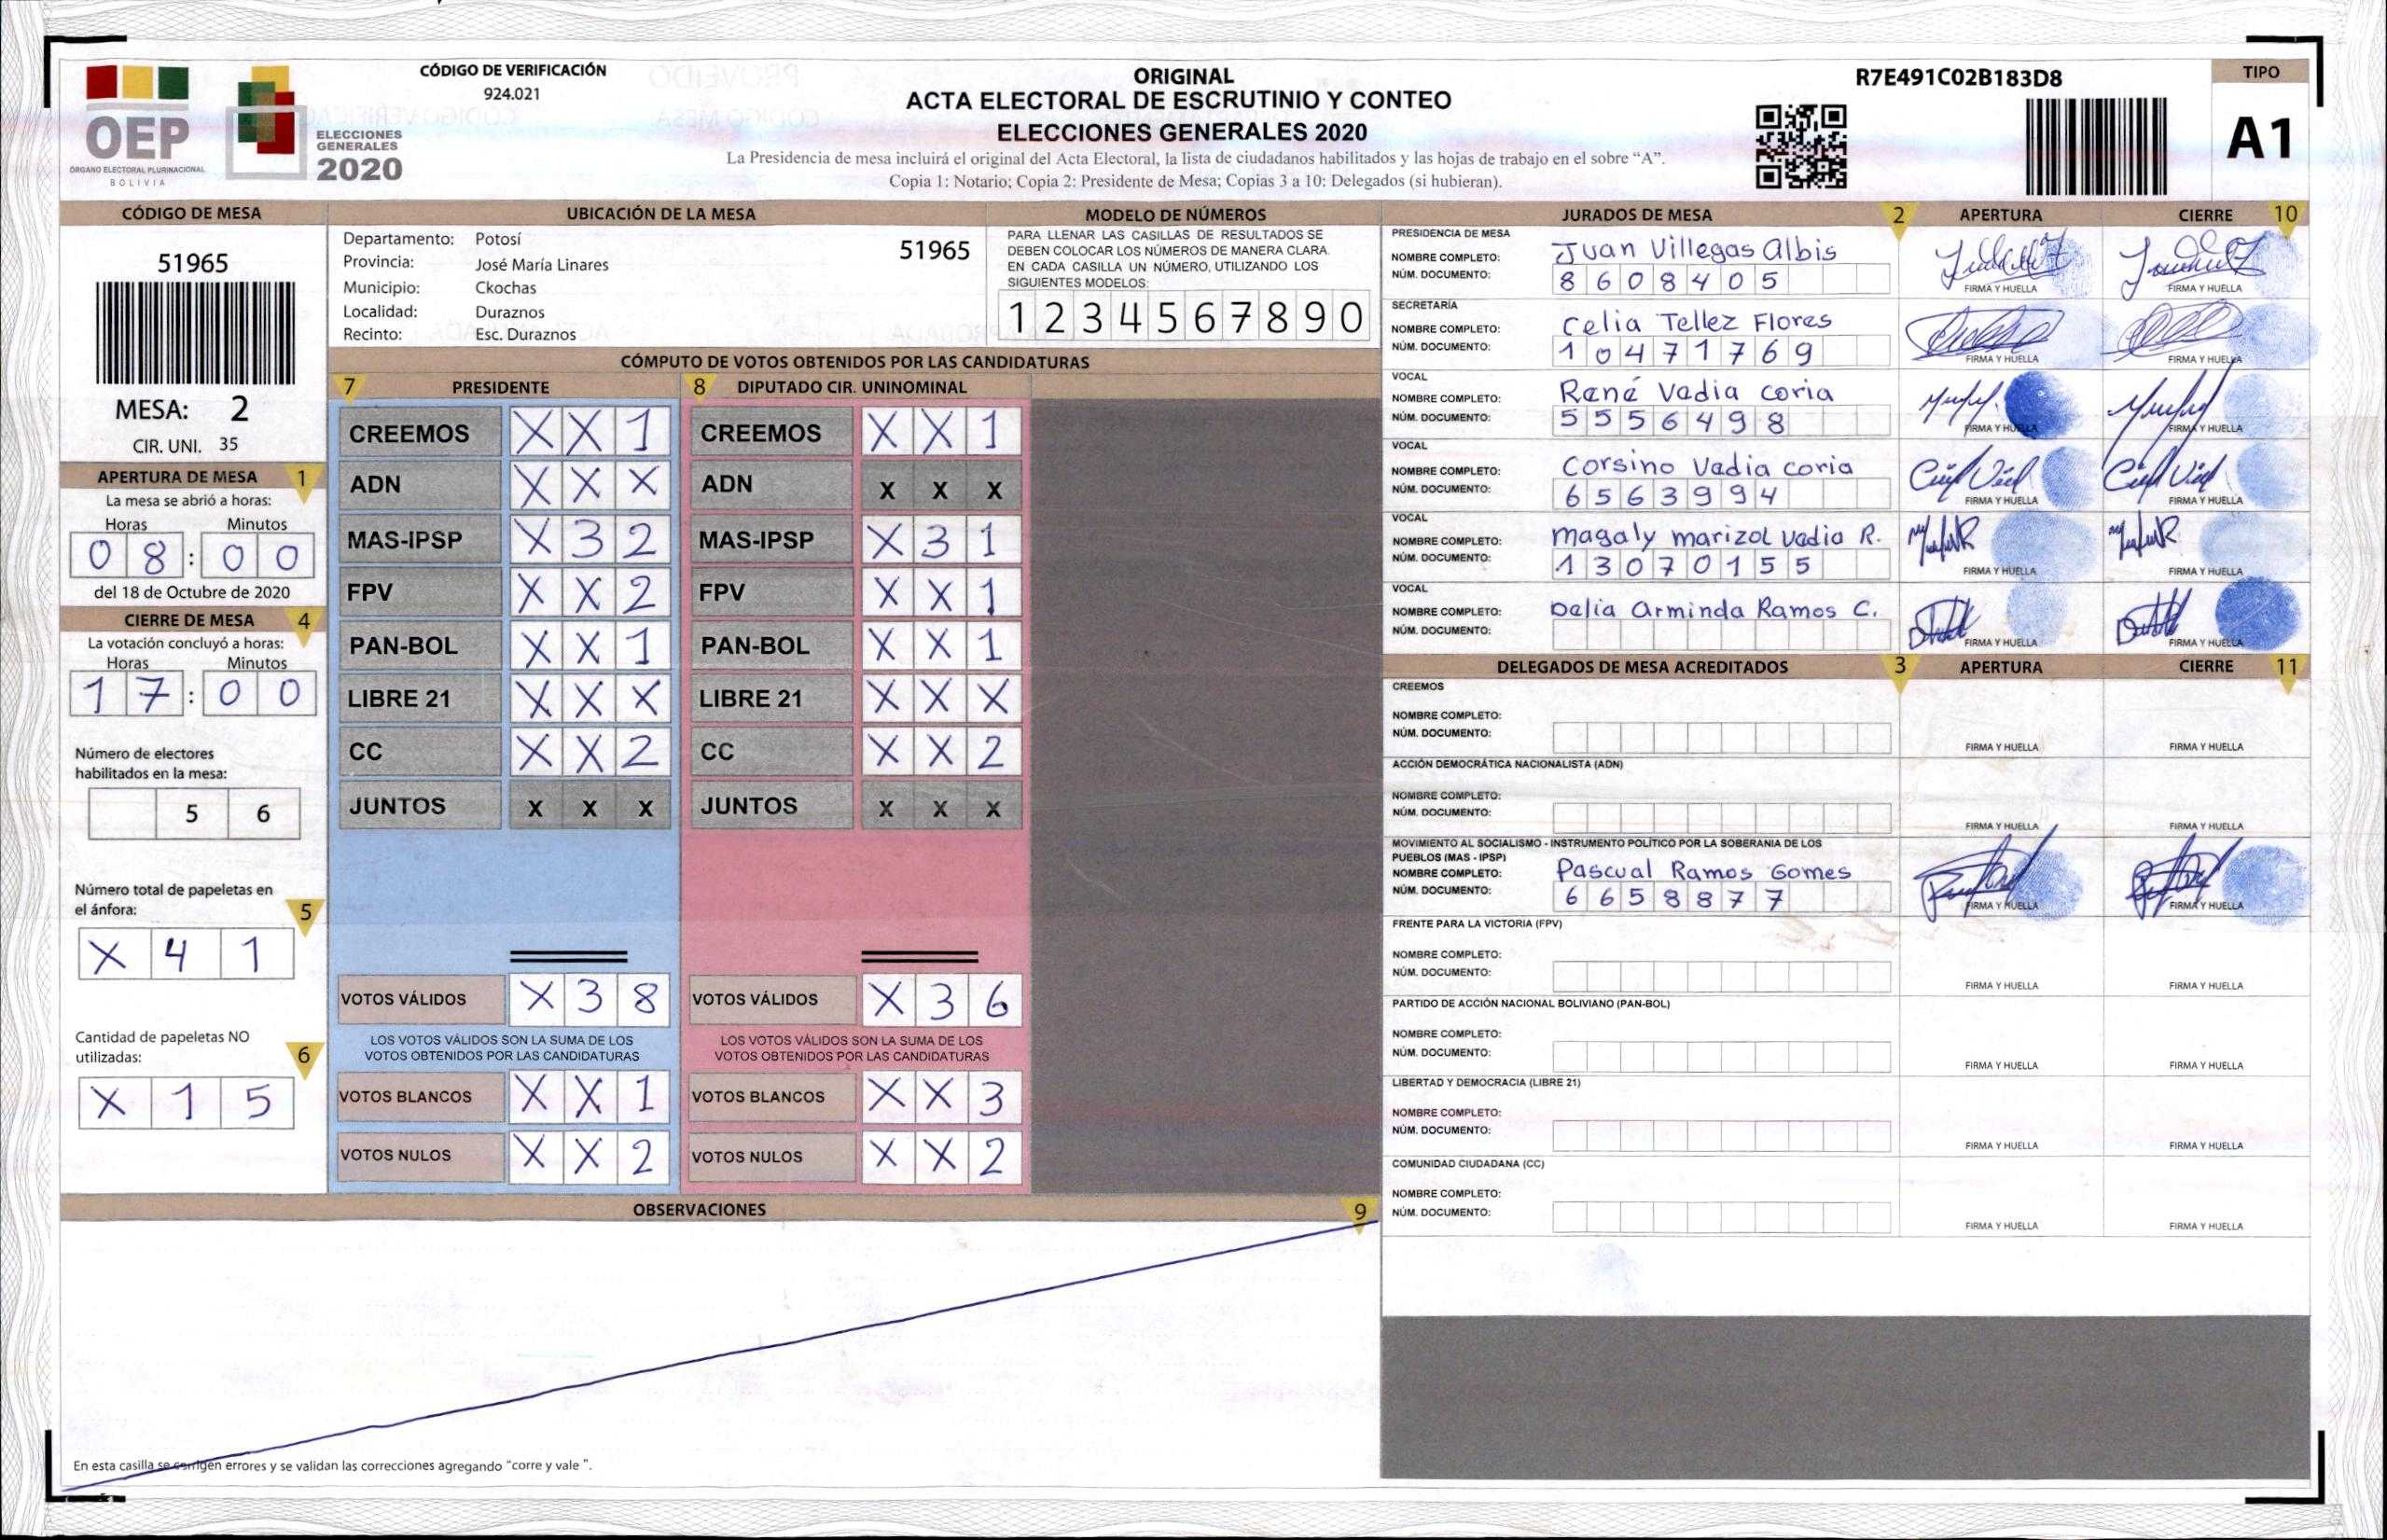 CÓDIGO DE VERIFICACIÓN
924.021
OEP
ÓRGANO ELECTORAL PLURINACIONAL
BOLIVIA
ELECCIONES
GENERALES
2020
ORIGINAL
ACTA ELECTORAL DE ESCRUTINIO Y CONTEO
ELECCIONES GENERALES 2020
La Presidencia de mesa incluirá el original del Acta Electoral, la lista de ciudadanos habilitados y las hojas de trabajo en el sobre “A”.
Copia 1: Notario; Copia 2: Presidente de Mesa; Copias 3 a 10: Delegados (si hubieran).
R7E491C02B183D8
TIPO
A1
CÓDIGO DE MESA
51965
MESA: 2
CIR. UNI. 35
APERTURA DE MESA 1
La mesa se abrió a horas:
Horas Minutos
0 8 : 0 0
del 18 de Octubre de 2020
CIERRE DE MESA 4
La votación concluyó a horas:
Horas Minutos
1 7 : 0 0
Número de electores
habilitados en la mesa:
5 6
Número total de papeletas en
el ánfora: 5
X 4 1
Cantidad de papeletas NO
utilizadas: 6
X 1 5
UBICACIÓN DE LA MESA
Departamento: Potosí 51965
Provincia: José María Linares
Municipio: Ckochas
Localidad: Duraznos
Recinto: Esc. Duraznos
MODELO DE NÚMEROS
PARA LLENAR LAS CASILLAS DE RESULTADOS SE
DEBEN COLOCAR LOS NÚMEROS DE MANERA CLARA.
EN CADA CASILLA UN NÚMERO, UTILIZANDO LOS
SIGUIENTES MODELOS:
1 2 3 4 5 6 7 8 9 0
CÓMPUTO DE VOTOS OBTENIDOS POR LAS CANDIDATURAS
7 PRESIDENTE 8 DIPUTADO CIR. UNINOMINAL
CREEMOS X X 1 CREEMOS X X 1
ADN X X X ADN X X X
MAS-IPSP X 3 2 MAS-IPSP X 3 1
FPV X X 2 FPV X X 1
PAN-BOL X X 1 PAN-BOL X X 1
LIBRE 21 X X X LIBRE 21 X X X
CC X X 2 CC X X 2
JUNTOS X X X JUNTOS X X X
VOTOS VÁLIDOS X 3 8 VOTOS VÁLIDOS X 3 6
LOS VOTOS VÁLIDOS SON LA SUMA DE LOS LOS VOTOS VÁLIDOS SON LA SUMA DE LOS
VOTOS OBTENIDOS POR LAS CANDIDATURAS VOTOS OBTENIDOS POR LAS CANDIDATURAS
VOTOS BLANCOS X X 1 VOTOS BLANCOS X X 3
VOTOS NULOS X X 2 VOTOS NULOS X X 2
OBSERVACIONES 9
En esta casilla se corrigen errores y se validan las correcciones agregando “corre y vale ”.
JURADOS DE MESA 2 APERTURA CIERRE 10
PRESIDENCIA DE MESA
NOMBRE COMPLETO: Juan Villegas Albis
NÚM. DOCUMENTO: 8 6 0 8 4 0 5
FIRMA Y HUELLA FIRMA Y HUELLA
SECRETARÍA
NOMBRE COMPLETO: Celia Tellez Flores
NÚM. DOCUMENTO: 1 0 4 7 1 7 6 9
FIRMA Y HUELLA FIRMA Y HUELLA
VOCAL
NOMBRE COMPLETO: René Vadia coria
NÚM. DOCUMENTO: 5 5 5 6 4 9 8
FIRMA Y HUELLA FIRMA Y HUELLA
VOCAL
NOMBRE COMPLETO: Corsino Vadia coria
NÚM. DOCUMENTO: 6 5 6 3 9 9 4
FIRMA Y HUELLA FIRMA Y HUELLA
VOCAL
NOMBRE COMPLETO: magaly marizol vadia R.
NÚM. DOCUMENTO: 1 3 0 7 0 1 5 5
FIRMA Y HUELLA FIRMA Y HUELLA
VOCAL
NOMBRE COMPLETO: Delia Arminda Ramos C.
NÚM. DOCUMENTO:
FIRMA Y HUELLA FIRMA Y HUELLA
DELEGADOS DE MESA ACREDITADOS 3 APERTURA CIERRE 11
CREEMOS
NOMBRE COMPLETO:
NÚM. DOCUMENTO:
FIRMA Y HUELLA FIRMA Y HUELLA
ACCIÓN DEMOCRÁTICA NACIONALISTA (ADN)
NOMBRE COMPLETO:
NÚM. DOCUMENTO:
FIRMA Y HUELLA FIRMA Y HUELLA
MOVIMIENTO AL SOCIALISMO - INSTRUMENTO POLÍTICO POR LA SOBERANIA DE LOS
PUEBLOS (MAS - IPSP)
NOMBRE COMPLETO: Pascual Ramos Gomes
NÚM. DOCUMENTO: 6 6 5 8 8 7 7
FIRMA Y HUELLA FIRMA Y HUELLA
FRENTE PARA LA VICTORIA (FPV)
NOMBRE COMPLETO:
NÚM. DOCUMENTO:
FIRMA Y HUELLA FIRMA Y HUELLA
PARTIDO DE ACCIÓN NACIONAL BOLIVIANO (PAN-BOL)
NOMBRE COMPLETO:
NÚM. DOCUMENTO:
FIRMA Y HUELLA FIRMA Y HUELLA
LIBERTAD Y DEMOCRACIA (LIBRE 21)
NOMBRE COMPLETO:
NÚM. DOCUMENTO:
FIRMA Y HUELLA FIRMA Y HUELLA
COMUNIDAD CIUDADANA (CC)
NOMBRE COMPLETO:
NÚM. DOCUMENTO:
FIRMA Y HUELLA FIRMA Y HUELLA